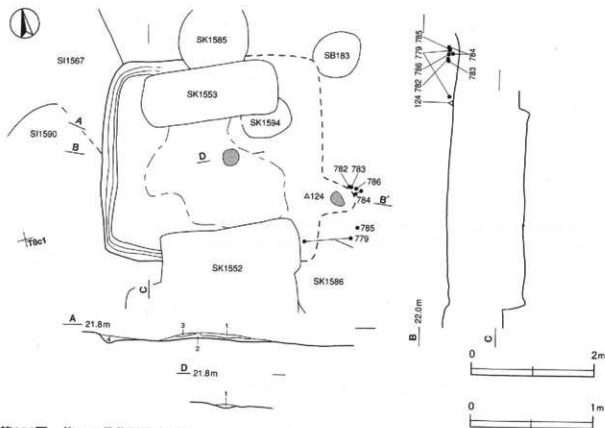 SK1585
SB183
SI1567
SK1553
SK1594
SI1590
A
B
D
782 783
786
△124
784 B'
T8c1
785
779
SK1552
SK1586
C
A 21.8m
3 1
4 2
D 21.8m
1
785
779
786
782
124
784
783
B 22.0m
C
0 2m
0 1m